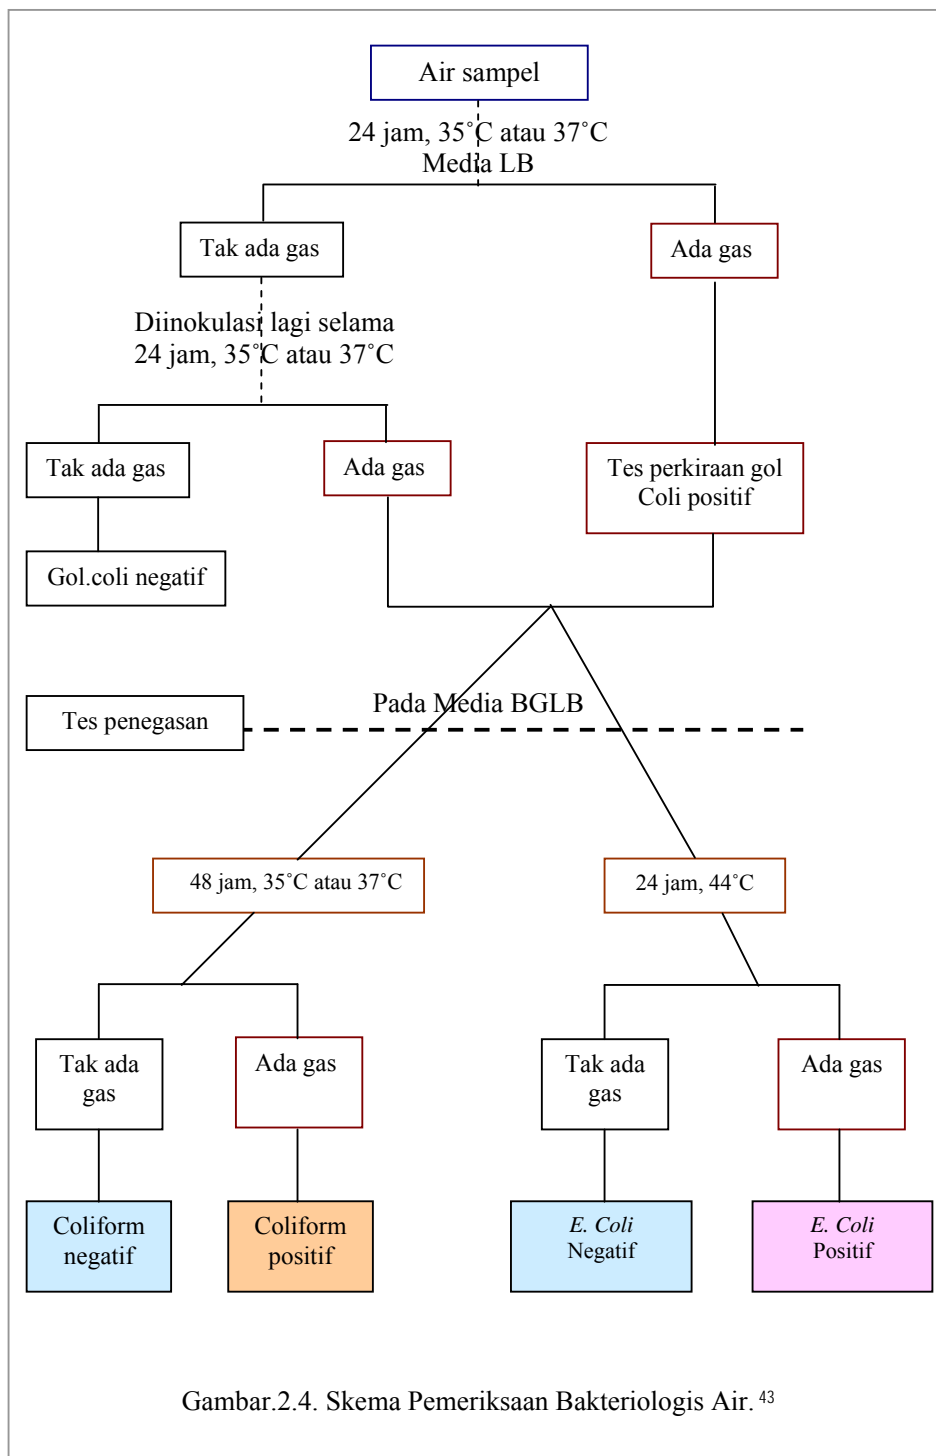 Air sampel
24 jam, 35˚C atau 37˚C
Media LB
Tak ada gas
Ada gas
Diinokulasi lagi selama
24 jam, 35˚C atau 37˚C
Tak ada gas
Ada gas
Tes perkiraan gol
Coli positif
Gol.coli negatif
Pada Media BGLB
Tes penegasan
48 jam, 35˚C atau 37˚C
24 jam, 44˚C
Tak ada
gas
Ada gas
Tak ada
gas
Ada gas
Coliform
negatif
Coliform
positif
E. Coli
Negatif
E. Coli
Positif
Gambar.2.4. Skema Pemeriksaan Bakteriologis Air. 43